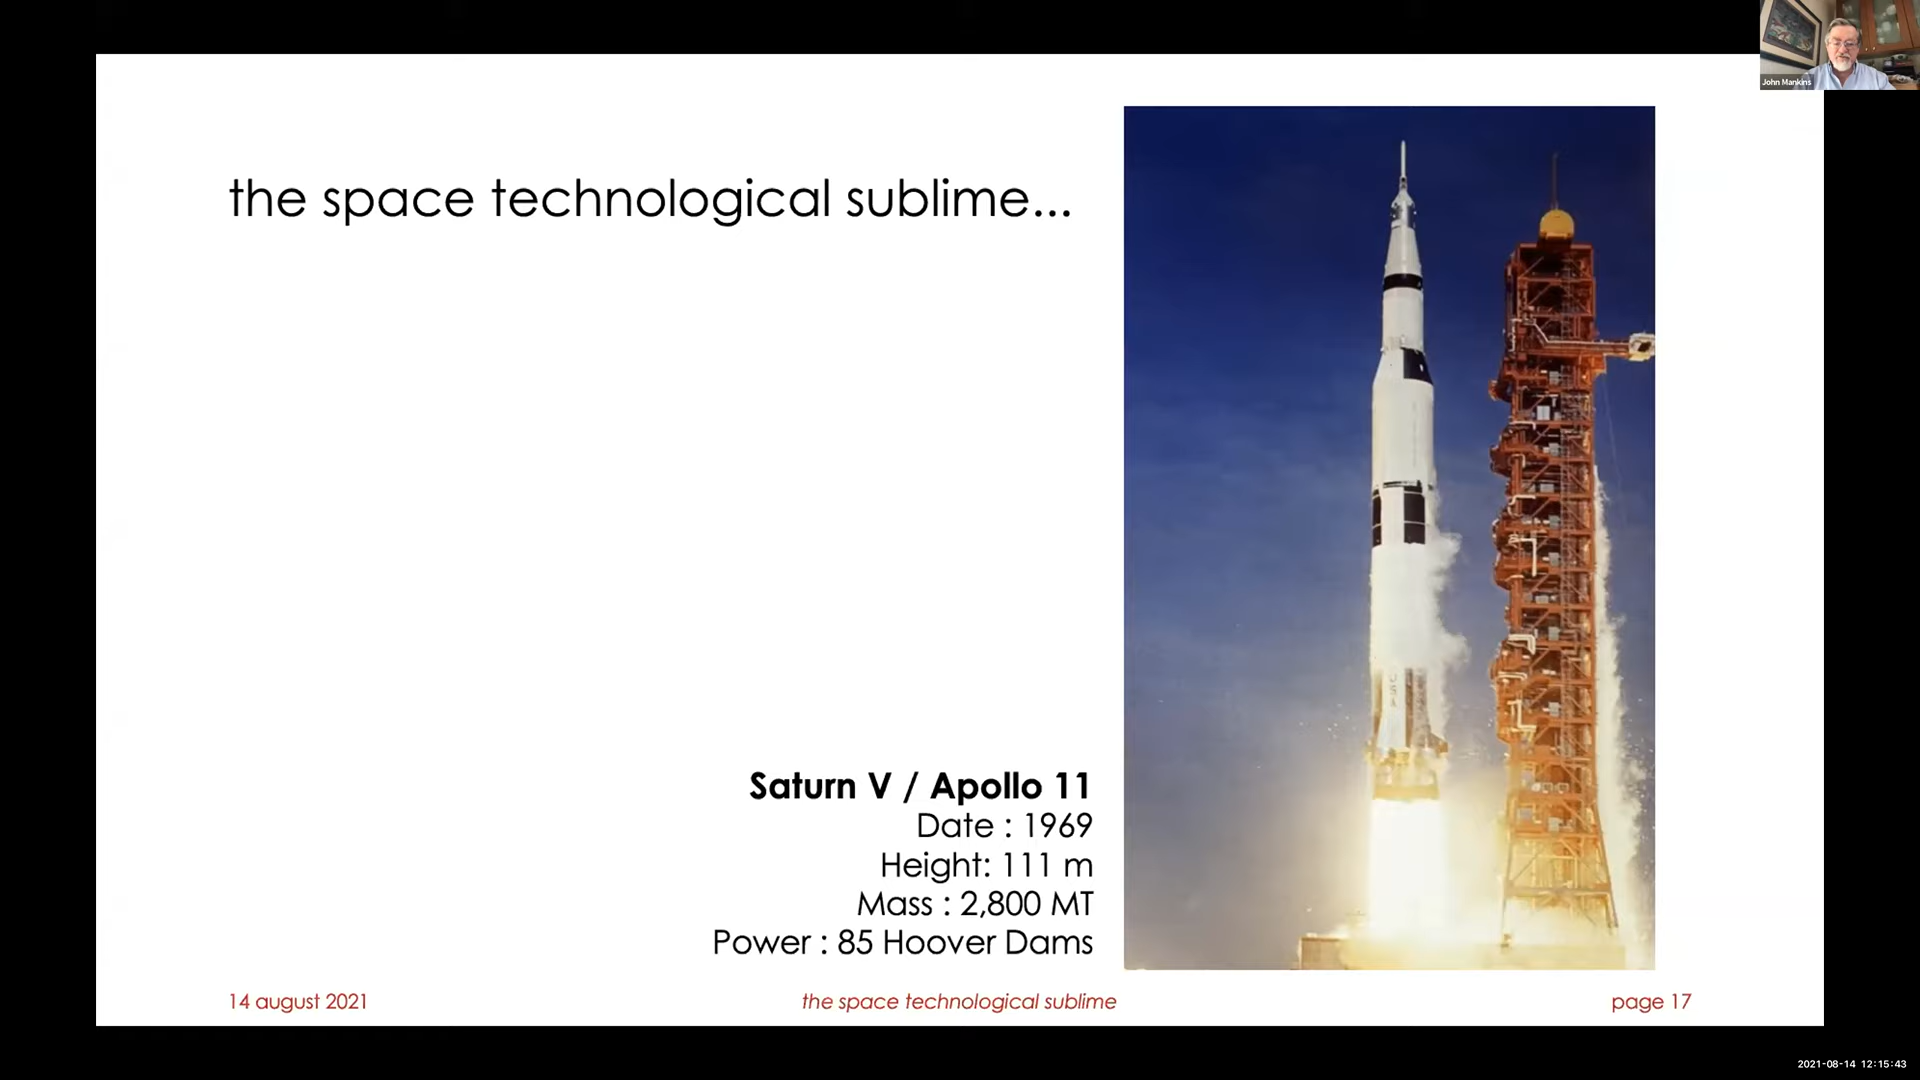 John Mankins
the space technological sublime...
USA
Saturn V / Apollo 11
Date : 1969
Height: 111 m
Mass : 2,800 MT
Power : 85 Hoover Dams
14 august 2021
the space technological sublime
page 17
2021-08-14 12:15:43